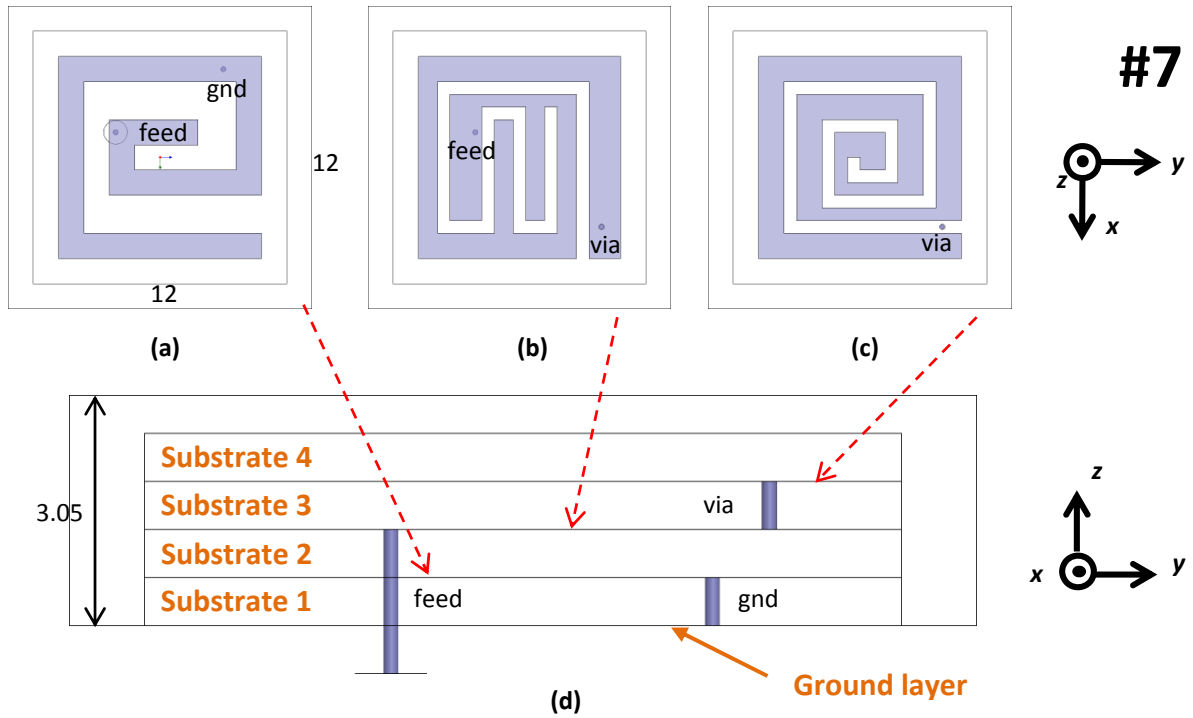 #7
gnd
feed
12
12
feed
via
via
z
y
x
(a)
(b)
(c)
Substrate 4
Substrate 3
via
3.05
Substrate 2
Substrate 1
feed
gnd
z
x
y
Ground layer
(d)